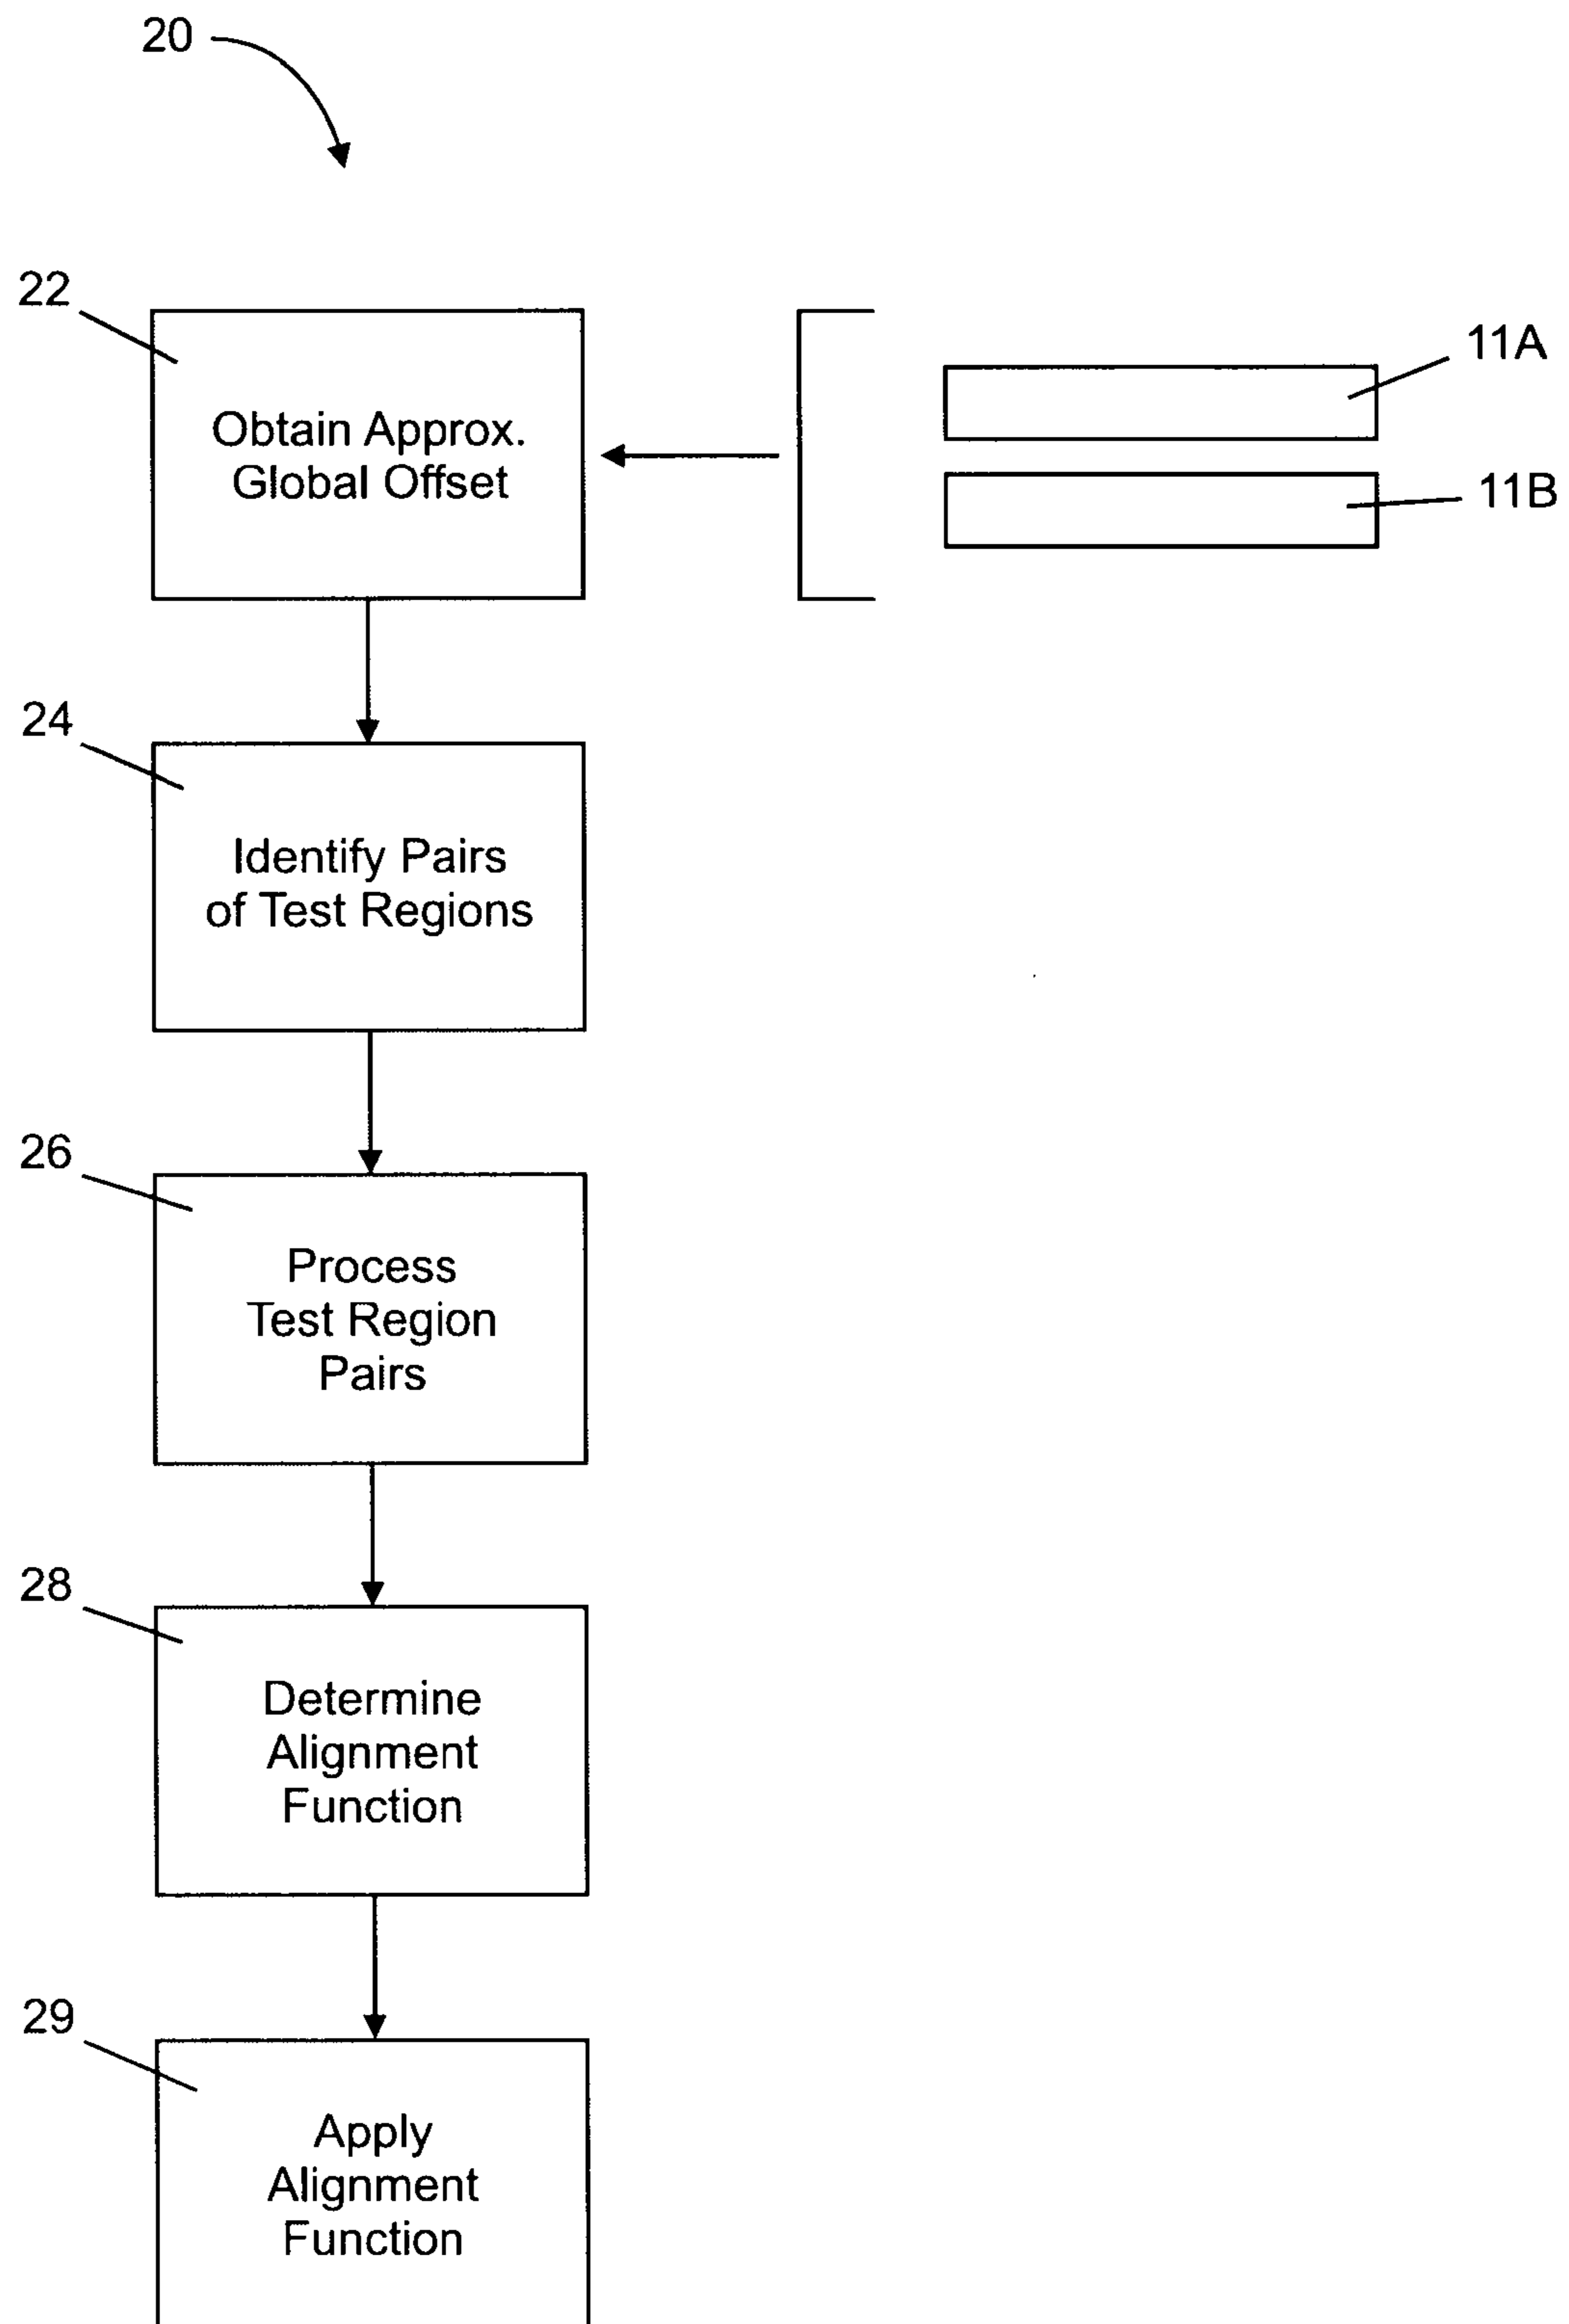 20
22
Obtain Approx.
Global Offset
11A
11B
24
Identify Pairs
of Test Regions
26
Process
Test Region
Pairs
28
Determine
Alignment
Function
29
Apply
Alignment
Function